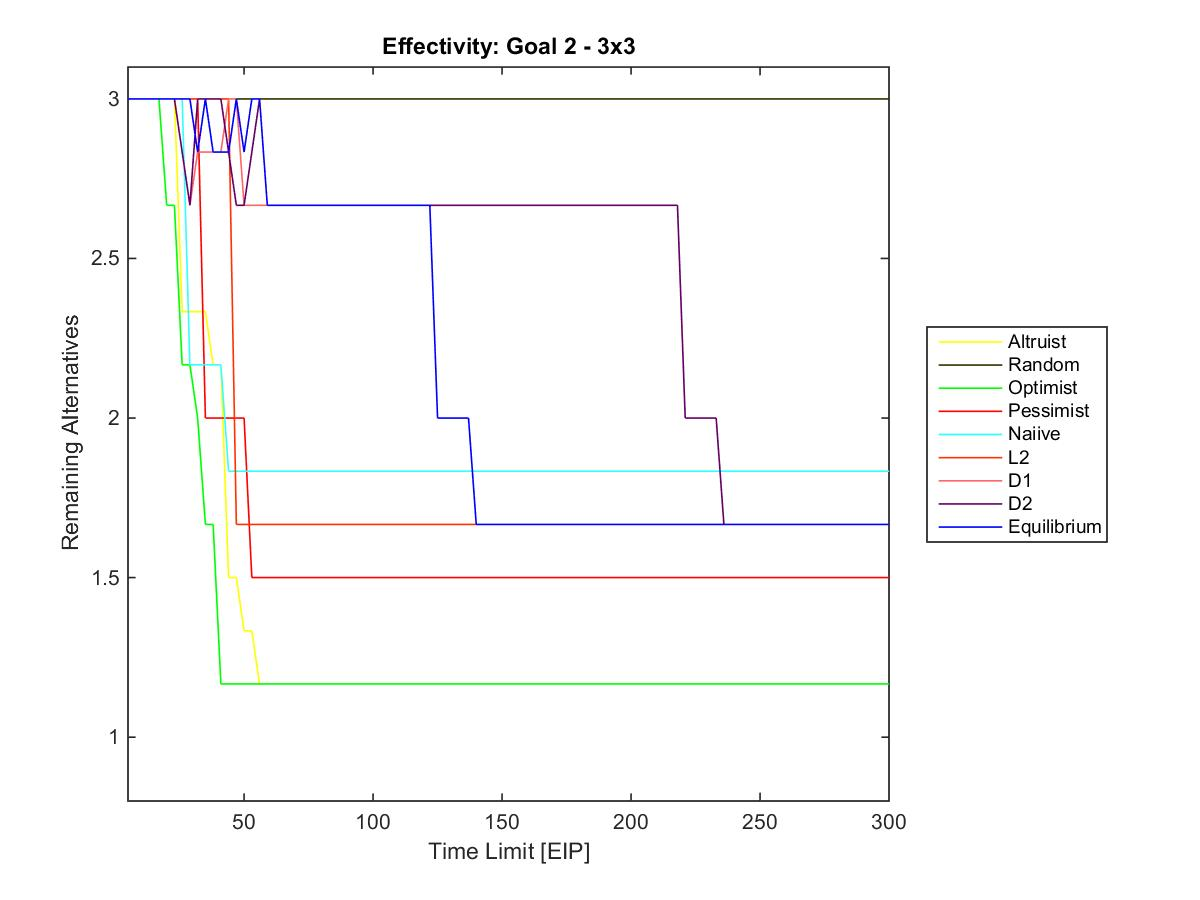 Effectivity: Goal 2 - 3x3
Remaining Alternatives
3
2.5
2
1.5
1
50
100
150
200
250
300
Time Limit [EIP]
Altruist
Random
Optimist
Pessimist
Naiive
L2
D1
D2
Equilibrium